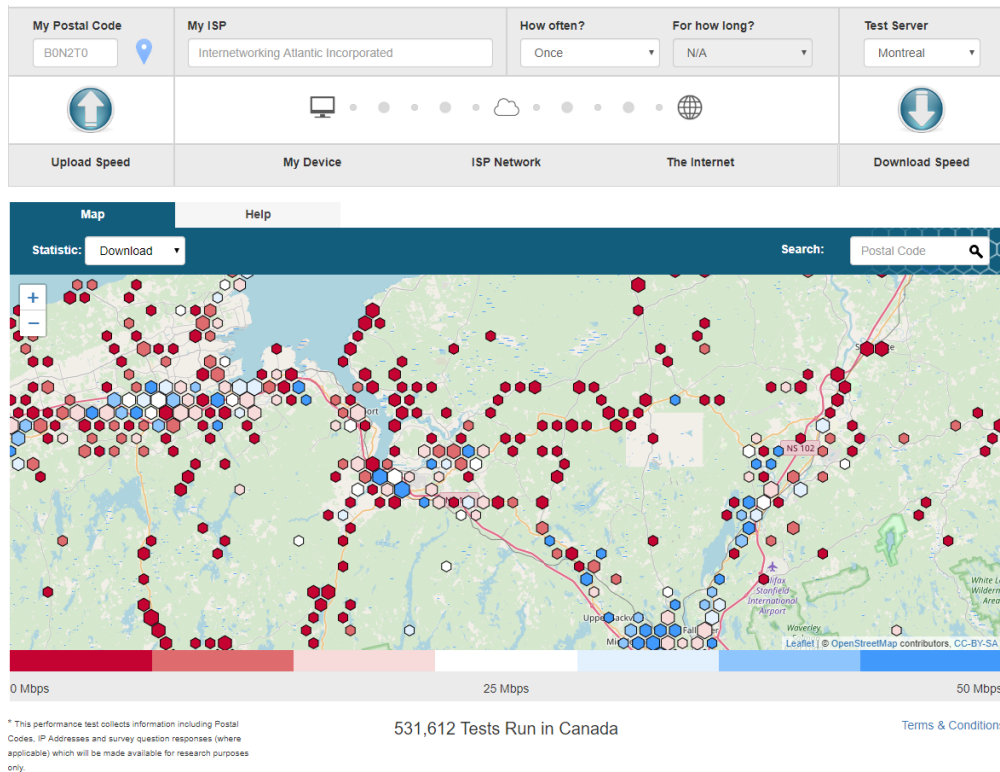 My Postal Code
My ISP
How often?
For how long?
Test Server
B0N2T0
Internetworking Atlantic Incorporated
Once
N/A
Montreal
Upload Speed
My Device
ISP Network
The Internet
Download Speed
Map
Help
Statistic:
Download
Search:
Postal Code
+
−
NS 102
Halifax
Stanfield
International
Airport
White L
Wildern
Area
Waverley
Leaflet | © OpenStreetMap contributors, CC-BY-SA
0 Mbps
25 Mbps
50 Mbps
* This performance test collects information including Postal
Codes, IP Addresses and survey question responses (where
applicable) which will be made available for research purposes
only.
531,612 Tests Run in Canada
Terms & Conditions